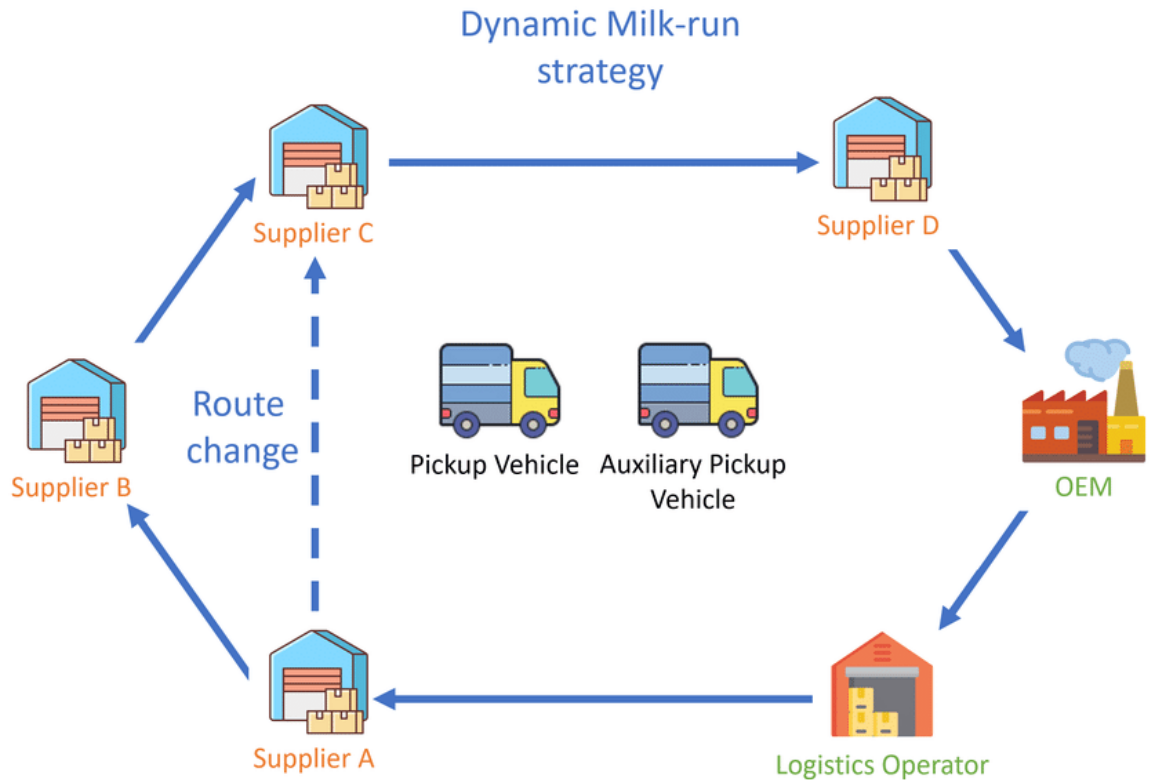 Dynamic Milk-run
strategy
Supplier C
Supplier D
Route
change
Pickup Vehicle
Auxiliary Pickup
Vehicle
Supplier B
OEM
Supplier A
Logistics Operator